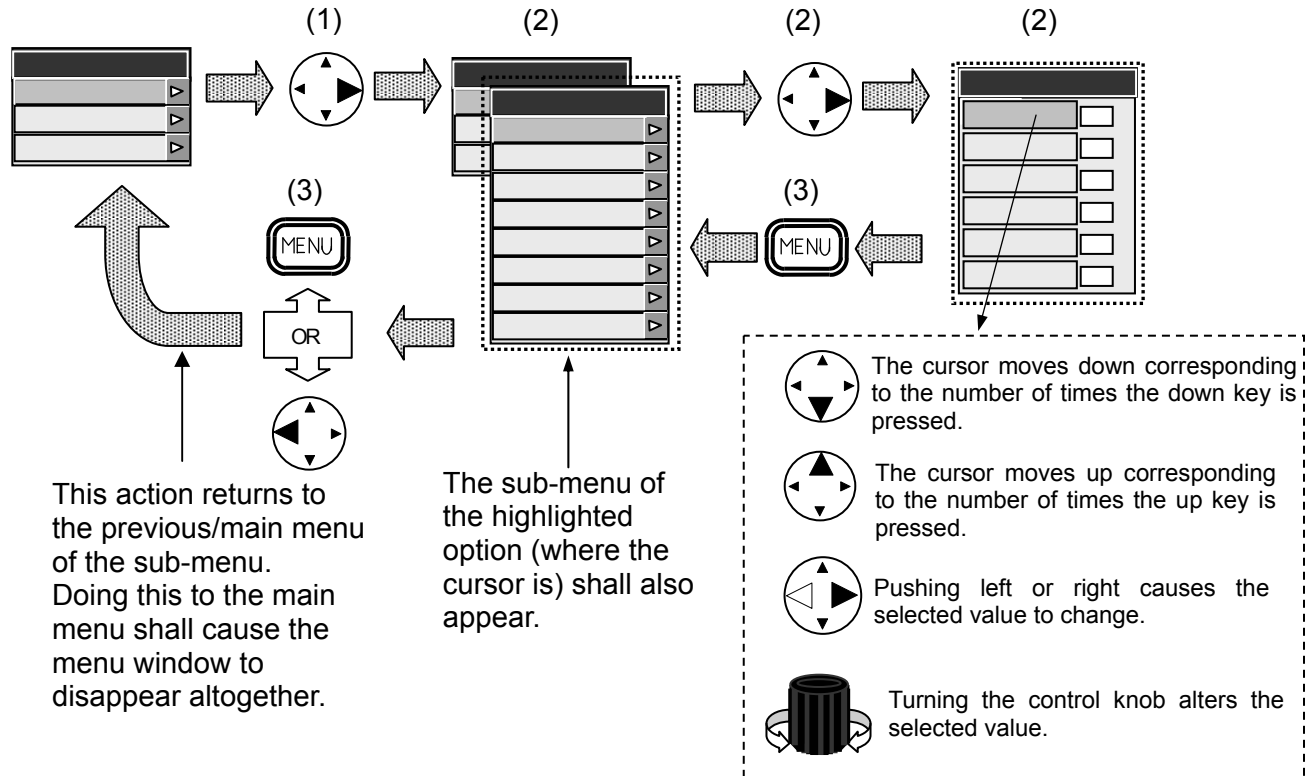 (1)
(2)
(2)
(2)
(3)
MENU
OR
(3)
MENU
This action returns to
the previous/main menu
of the sub-menu.
Doing this to the main
menu shall cause the
menu window to
disappear altogether.
The sub-menu of
the highlighted
option (where the
cursor is) shall also
appear.
The cursor moves down corresponding
to the number of times the down key is
pressed.
The cursor moves up corresponding
to the number of times the up key is
pressed.
Pushing left or right causes the
selected value to change.
Turning the control knob alters the
selected value.